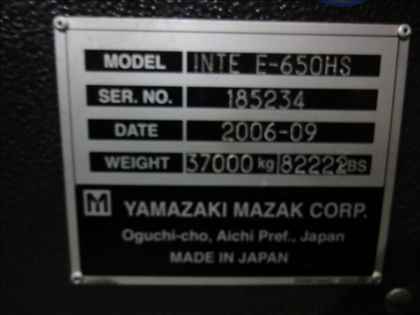 MODEL INTE E-650HS
SER. NO. 185234
DATE 2006-09
WEIGHT 37000 kg 82222 LBS
M YAMAZAKI MAZAK CORP.
Oguchi-cho, Aichi Pref., Japan
MADE IN JAPAN